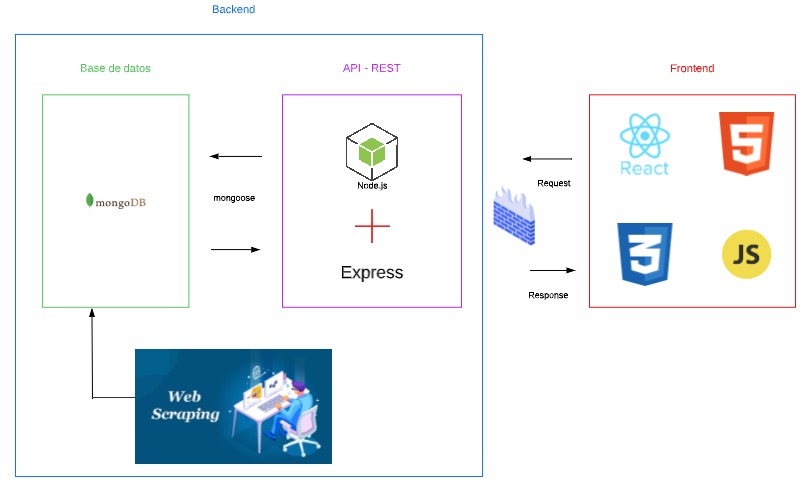 Backend
Base de datos
API - REST
Frontend
React
5
Node.js
mongoDB
mongoose
Request
Express
3
JS
Response
Web
Scraping